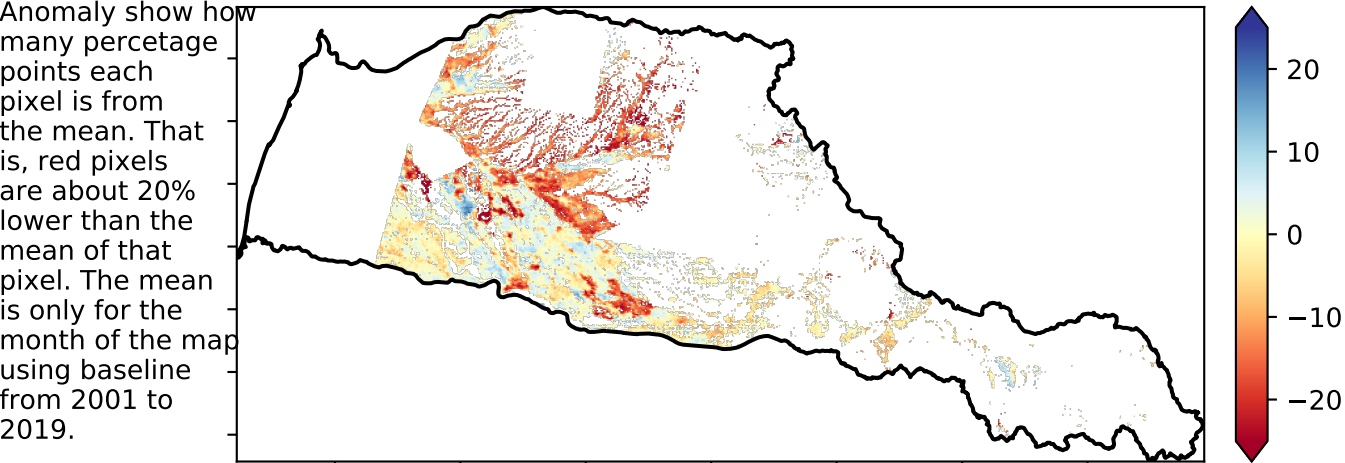 Anomaly show how
many percetage
points each
pixel is from
the mean. That
is, red pixels
are about 20%
lower than the
mean of that
pixel. The mean
is only for the
month of the map
using baseline
from 2001 to
2019.
20
10
0
−10
−20